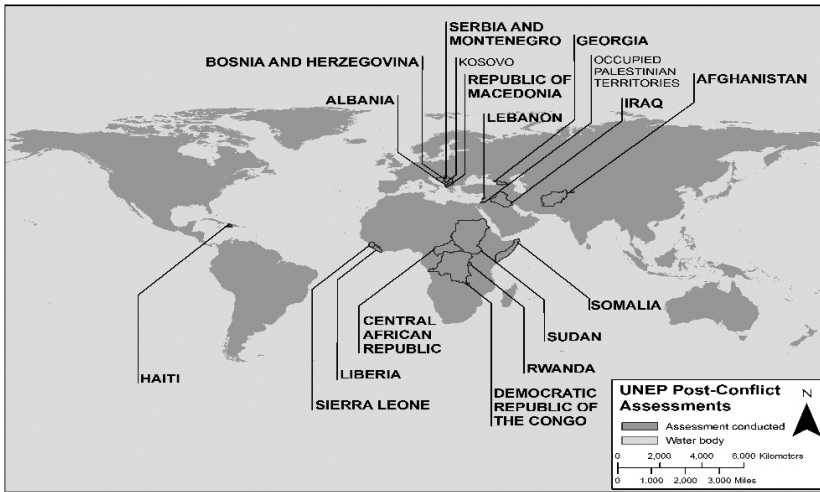 SERBIA AND
MONTENEGRO
GEORGIA
BOSNIA AND HERZEGOVINA
KOSOVO
OCCUPIED
PALESTINIAN
TERRITORIES
REPUBLIC OF
MACEDONIA
AFGHANISTAN
ALBANIA
LEBANON
IRAQ
SOMALIA
CENTRAL
AFRICAN
REPUBLIC
SUDAN
HAITI
LIBERIA
RWANDA
SIERRA LEONE
DEMOCRATIC
REPUBLIC OF
THE CONGO
UNEP Post-Conflict
Assessments
N
Assessment conducted
Water body
0 2,000 4,000 6,000 Kilometers
0 1,000 2,000 3,000 Miles